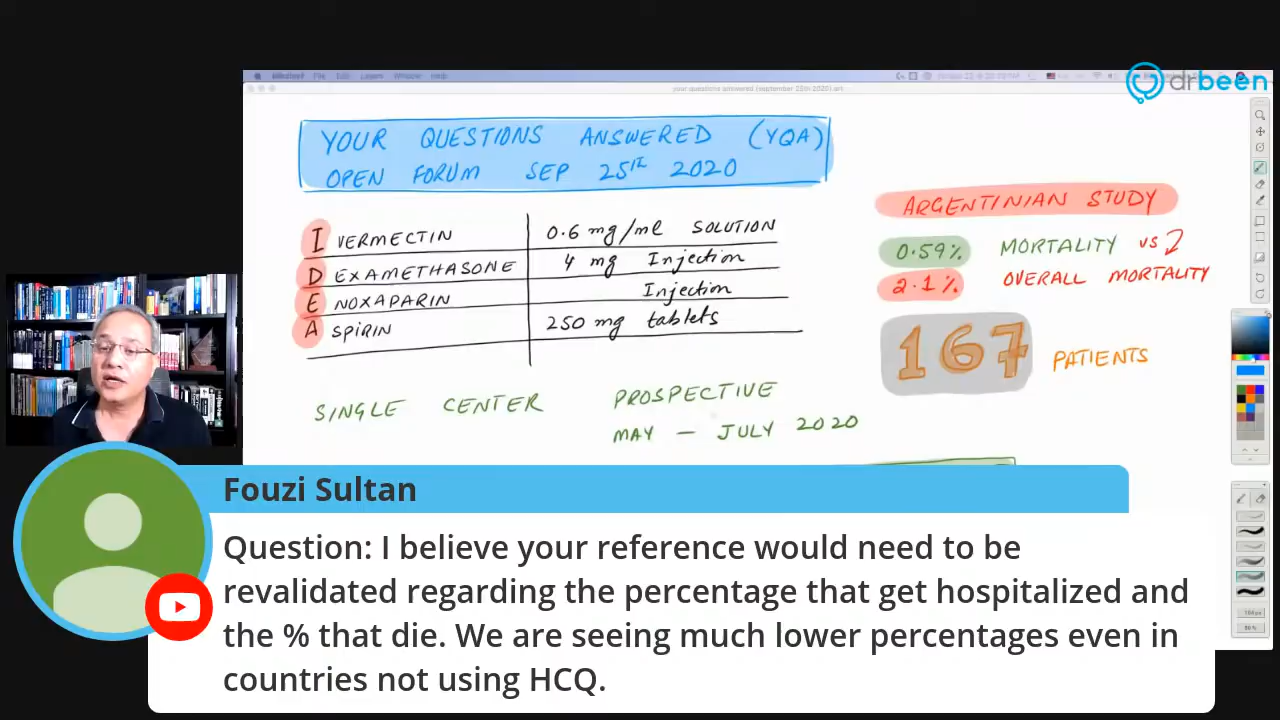 drbeen
YOUR QUESTIONS ANSWERED (YQA)
OPEN FORUM SEP 25TH 2020
IVERMECTIN 0.6 mg/ml SOLUTION
DEXAMETHASONE 4 mg Injection
ENOXAPARIN Injection
ASPIRIN 250 mg tablets
SINGLE CENTER PROSPECTIVE
MAY — JULY 2020
ARGENTINIAN STUDY
0.59% MORTALITY vs
2.1% OVERALL MORTALITY
167 PATIENTS
Fouzi Sultan
Question: I believe your reference would need to be
revalidated regarding the percentage that get hospitalized and
the % that die. We are seeing much lower percentages even in
countries not using HCQ.